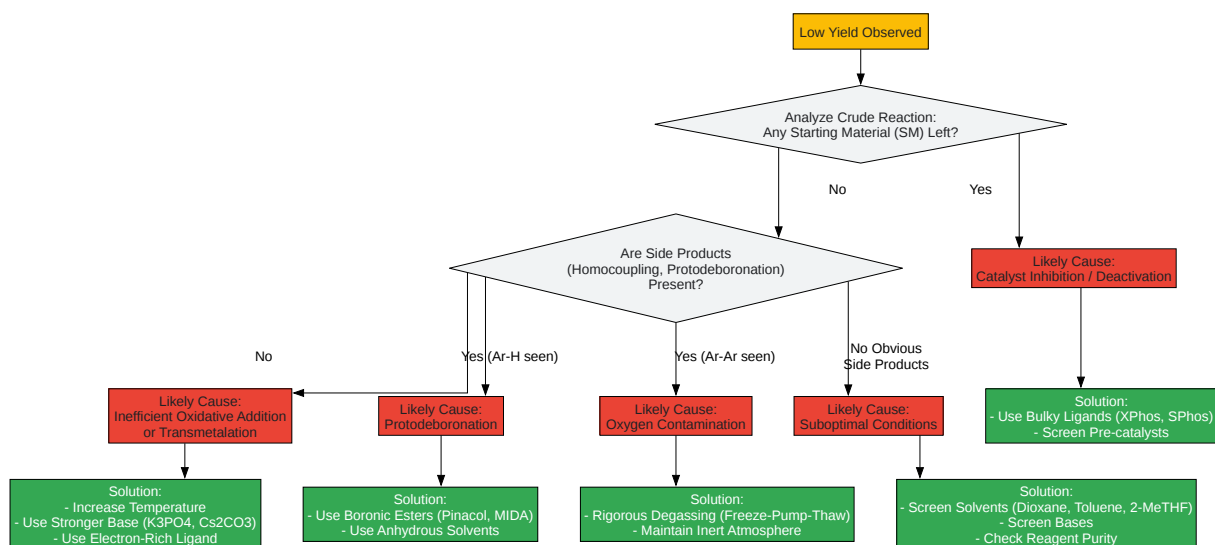 Low Yield Observed
Analyze Crude Reaction:
Any Starting Material (SM) Left?
No
Yes
Are Side Products
(Homocoupling, Protodeboronation)
Present?
Likely Cause:
Catalyst Inhibition / Deactivation
No
Yes (Ar-H seen)
Yes (Ar-Ar seen)
No Obvious
Side Products
Likely Cause:
Inefficient Oxidative Addition
or Transmetalation
Likely Cause:
Protodeboronation
Likely Cause:
Oxygen Contamination
Likely Cause:
Suboptimal Conditions
Solution:
- Use Bulky Ligands (XPhos, SPhos)
- Screen Pre-catalysts
Solution:
- Increase Temperature
- Use Stronger Base (K3PO4, Cs2CO3)
- Use Electron-Rich Ligand
Solution:
- Use Boronic Esters (Pinacol, MIDA)
- Use Anhydrous Solvents
Solution:
- Rigorous Degassing (Freeze-Pump-Thaw)
- Maintain Inert Atmosphere
Solution:
- Screen Solvents (Dioxane, Toluene, 2-MeTHF)
- Screen Bases
- Check Reagent Purity